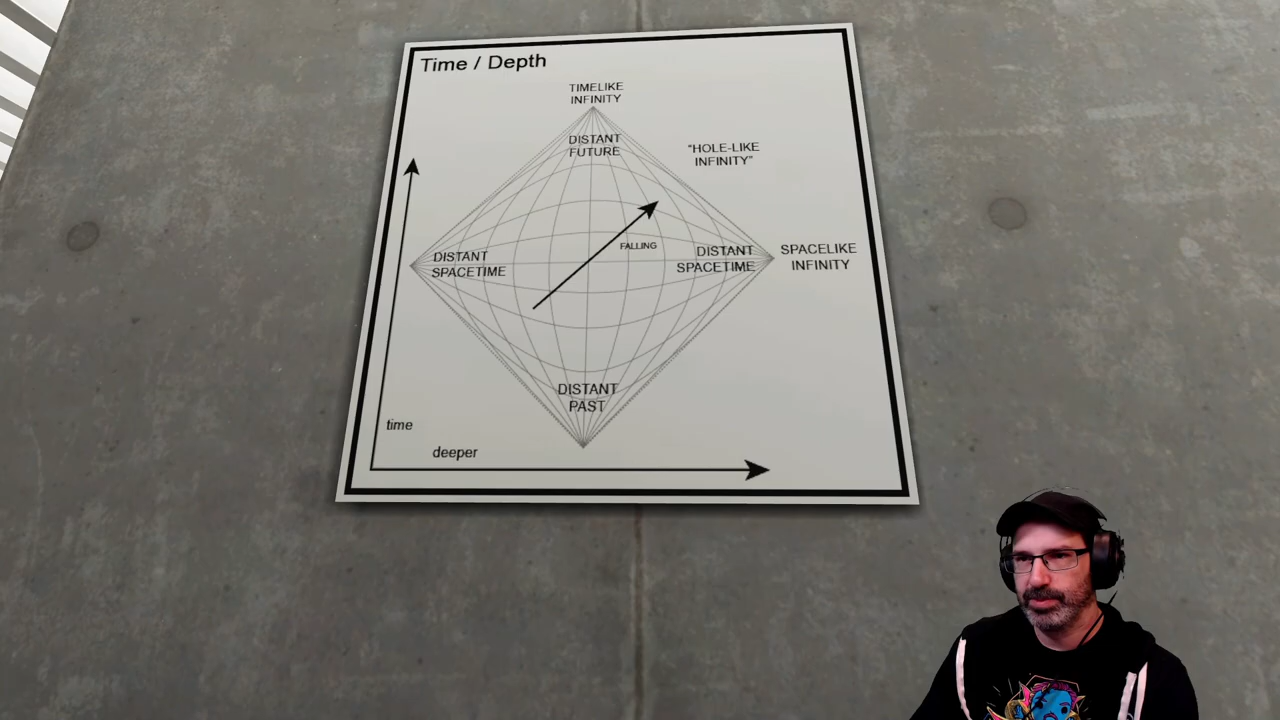 Time / Depth
TIMELIKE
INFINITY
DISTANT
FUTURE
"HOLE-LIKE
INFINITY"
FALLING
DISTANT
SPACETIME
DISTANT
SPACETIME
SPACELIKE
INFINITY
DISTANT
PAST
time
deeper